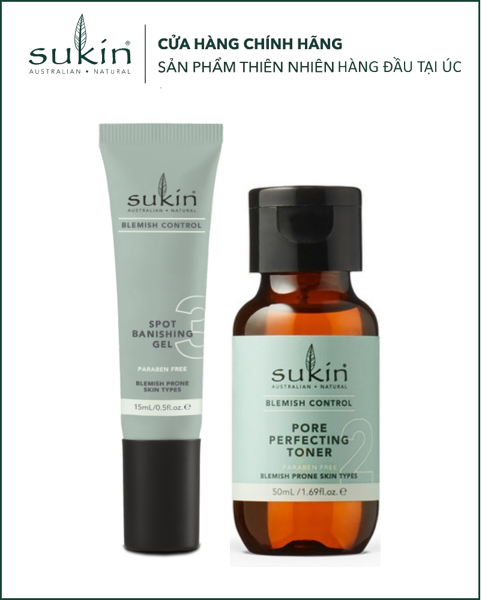 sukin®
AUSTRALIAN • NATURAL
CỬA HÀNG CHÍNH HÃNG
SẢN PHẨM THIÊN NHIÊN HÀNG ĐẦU TẠI ÚC
sukin®
AUSTRALIAN • NATURAL
BLEMISH CONTROL
3
SPOT
BANISHING
GEL
PARABEN FREE
BLEMISH PRONE
SKIN TYPES
15mL/0.5fl.oz.℮
sukin®
AUSTRALIAN • NATURAL
BLEMISH CONTROL
PORE
PERFECTING
TONER
2
PARABEN FREE
BLEMISH PRONE SKIN TYPES
50mL/1.69fl.oz.℮